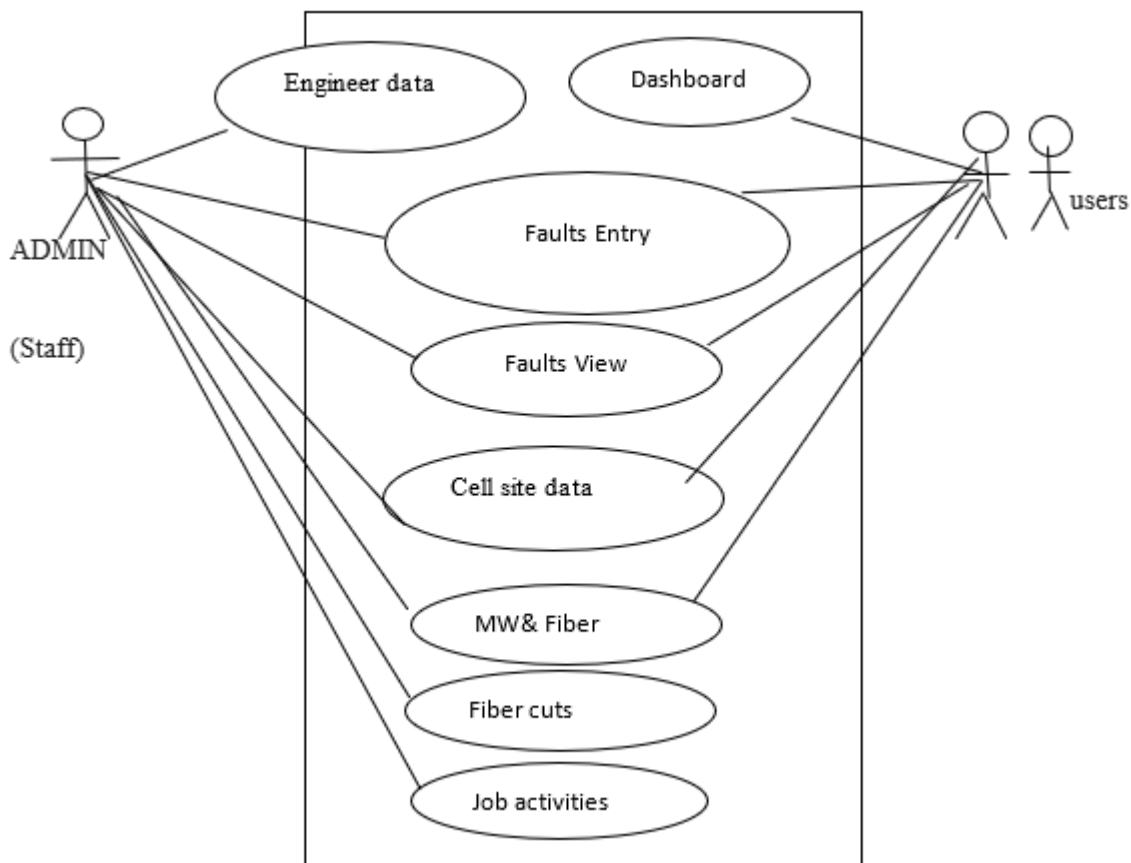 Engineer data
Dashboard
users
Faults Entry
ADMIN
(Staff)
Faults View
Cell site data
MW& Fiber
Fiber cuts
Job activities